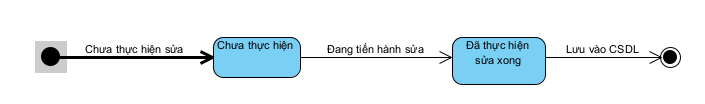 Chưa thực hiện sửa
Chưa thực hiện
Đang tiến hành sửa
Đã thực hiện
sửa xong
Lưu vào CSDL